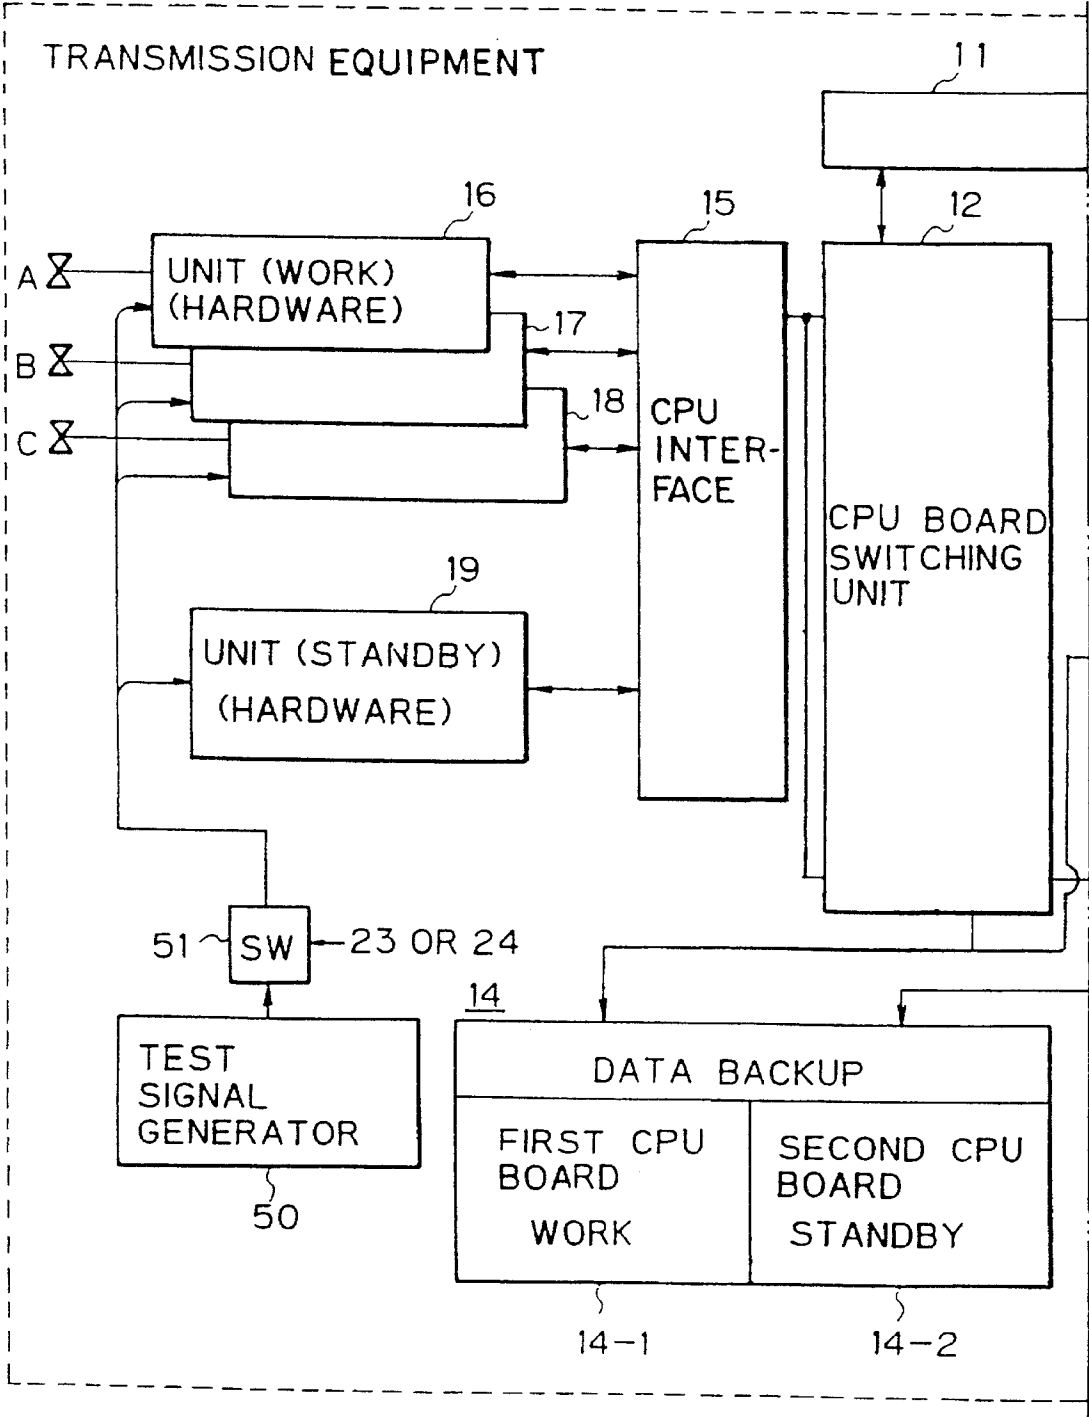 TRANSMISSION EQUIPMENT
11
16
15
12
A
UNIT (WORK)
(HARDWARE)
17
B
18
C
CPU
INTER-
FACE
CPU BOARD
SWITCHING
UNIT
19
UNIT (STANDBY)
(HARDWARE)
51
SW
23 OR 24
14
TEST
SIGNAL
GENERATOR
50
DATA BACKUP
FIRST CPU
BOARD
WORK
SECOND CPU
BOARD
STANDBY
14-1
14-2